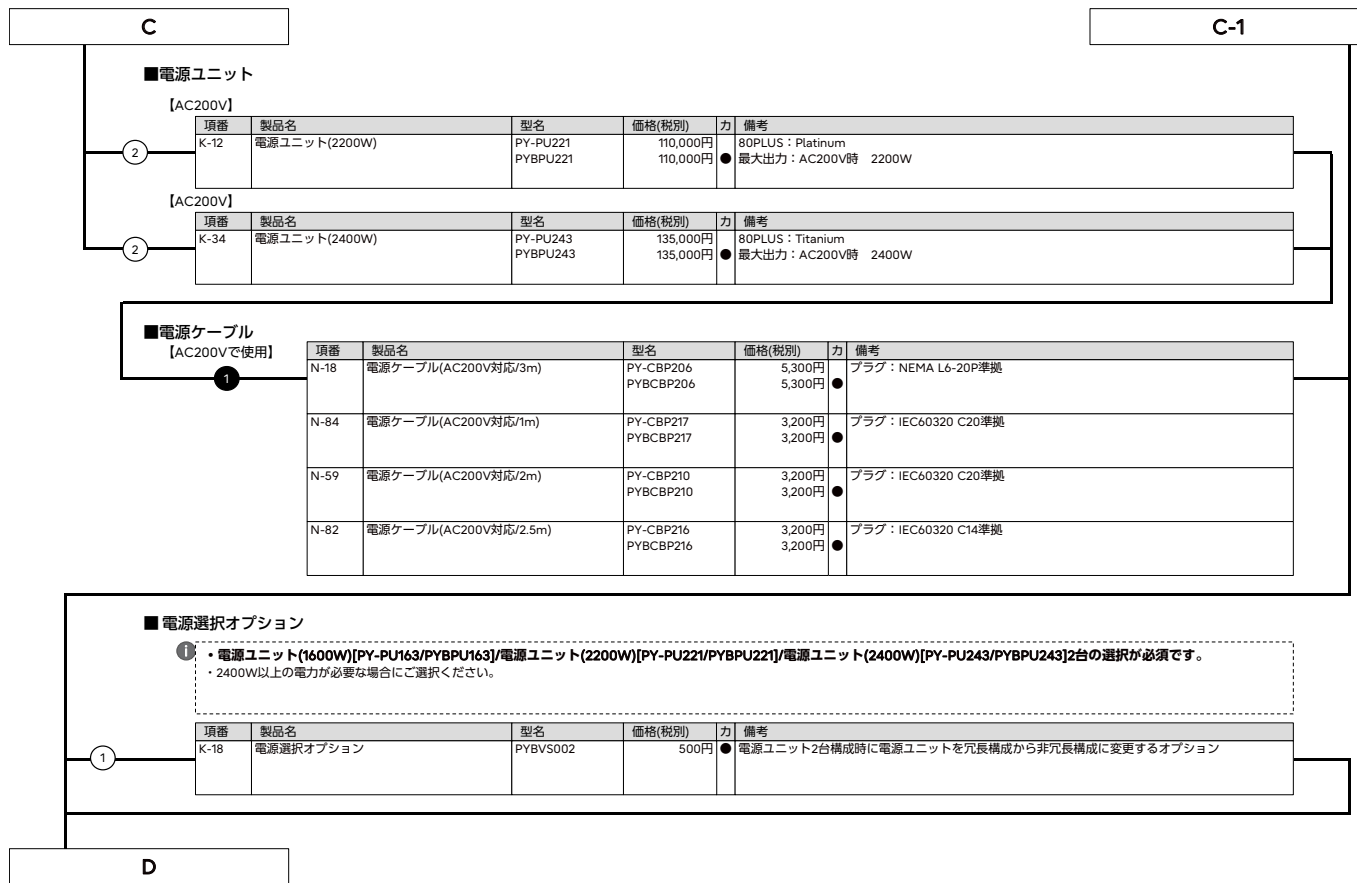 C
C-1
■電源ユニット
【AC200V】
項番 製品名 型名 価格(税別) カ 備考
② K-12 電源ユニット(2200W) PY-PU221 110,000円 80PLUS：Platinum
PYBPU221 110,000円 ● 最大出力：AC200V時　2200W
【AC200V】
項番 製品名 型名 価格(税別) カ 備考
② K-34 電源ユニット(2400W) PY-PU243 135,000円 80PLUS：Titanium
PYBPU243 135,000円 ● 最大出力：AC200V時　2400W
■電源ケーブル
【AC200Vで使用】
項番 製品名 型名 価格(税別) カ 備考
❶ N-18 電源ケーブル(AC200V対応/3m) PY-CBP206 5,300円 プラグ：NEMA L6-20P準拠
PYBCBP206 5,300円 ●
N-84 電源ケーブル(AC200V対応/1m) PY-CBP217 3,200円 プラグ：IEC60320 C20準拠
PYBCBP217 3,200円 ●
N-59 電源ケーブル(AC200V対応/2m) PY-CBP210 3,200円 プラグ：IEC60320 C20準拠
PYBCBP210 3,200円 ●
N-82 電源ケーブル(AC200V対応/2.5m) PY-CBP216 3,200円 プラグ：IEC60320 C14準拠
PYBCBP216 3,200円 ●
■ 電源選択オプション
i ・電源ユニット(1600W)[PY-PU163/PYBPU163]/電源ユニット(2200W)[PY-PU221/PYBPU221]/電源ユニット(2400W)[PY-PU243/PYBPU243]2台の選択が必須です。
・2400W以上の電力が必要な場合にご選択ください。
項番 製品名 型名 価格(税別) カ 備考
① K-18 電源選択オプション PYBVS002 500円 ● 電源ユニット2台構成時に電源ユニットを冗長構成から非冗長構成に変更するオプション
D